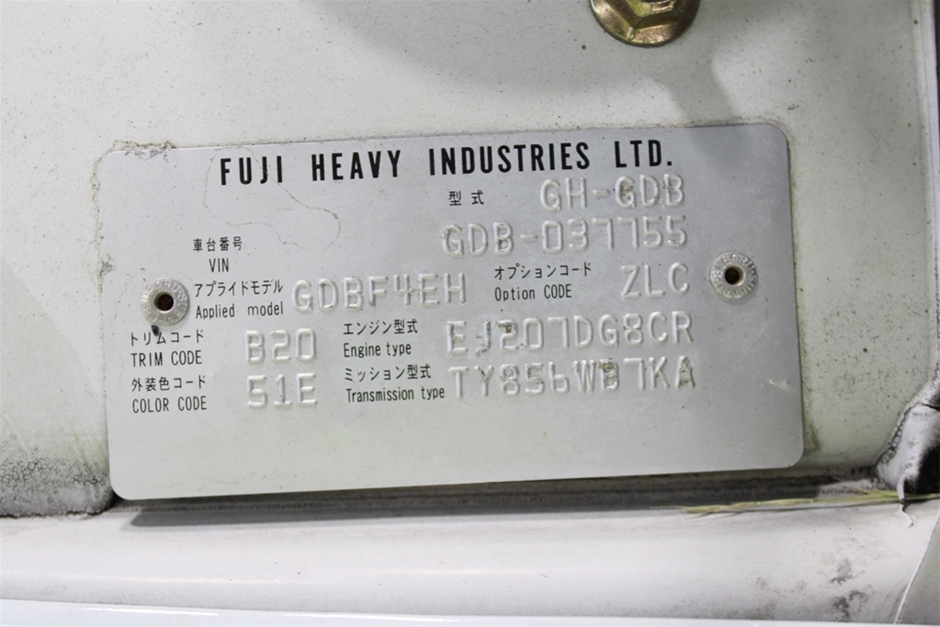 FUJI HEAVY INDUSTRIES LTD.
型式 GH-GDB
車台番号 VIN GDB-037755
アプライドモデル Applied model GDBF4EH オプションコード Option CODE ZLC
トリムコード TRIM CODE B20 エンジン型式 Engine type EJ207DG8CR
外装色コード COLOR CODE 51E ミッション型式 Transmission type TY856WB7KA